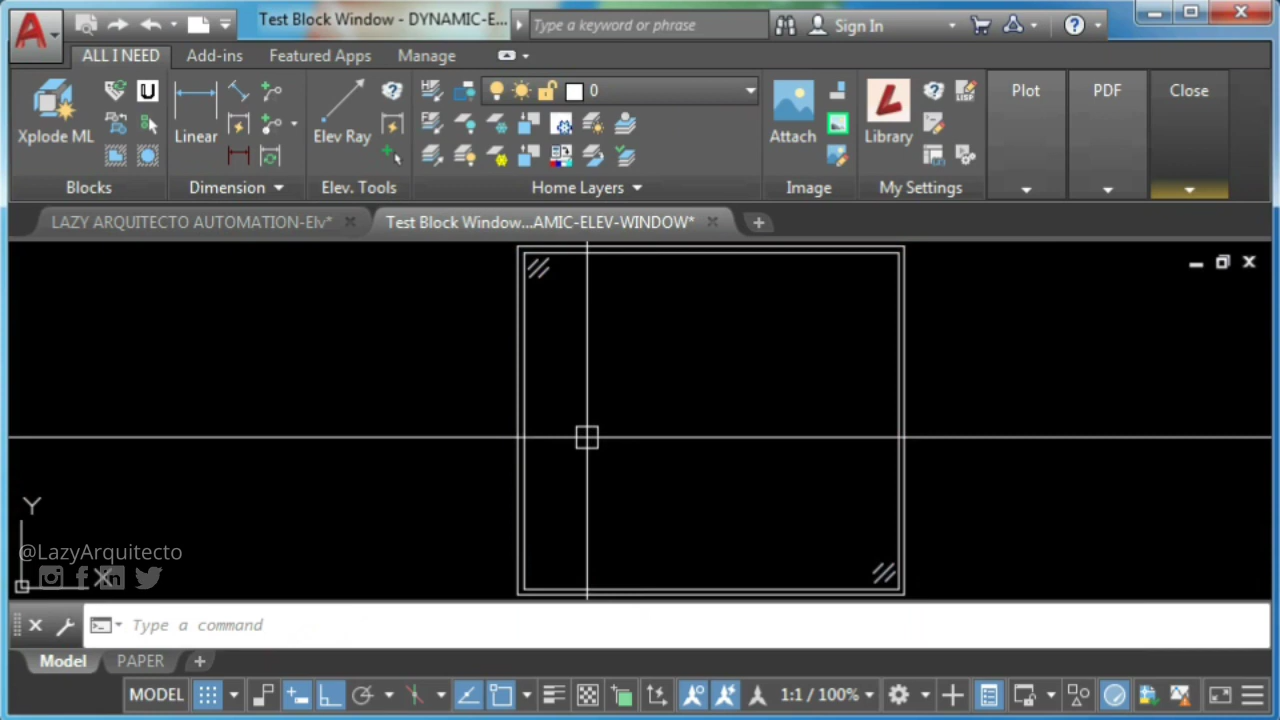 Test Block Window - DYNAMIC-E...
Type a keyword or phrase
Sign In
ALL I NEED
Add-ins
Featured Apps
Manage
Xplode ML
Linear
Elev Ray
0
Attach
Library
LISP
Plot
PDF
Close
Blocks
Dimension
Elev. Tools
Home Layers
Image
My Settings
LAZY ARQUITECTO AUTOMATION-Elv*
Test Block Window...AMIC-ELEV-WINDOW*
Y
@LazyArquitecto
X
Type a command
Model
PAPER
MODEL
1:1 / 100%